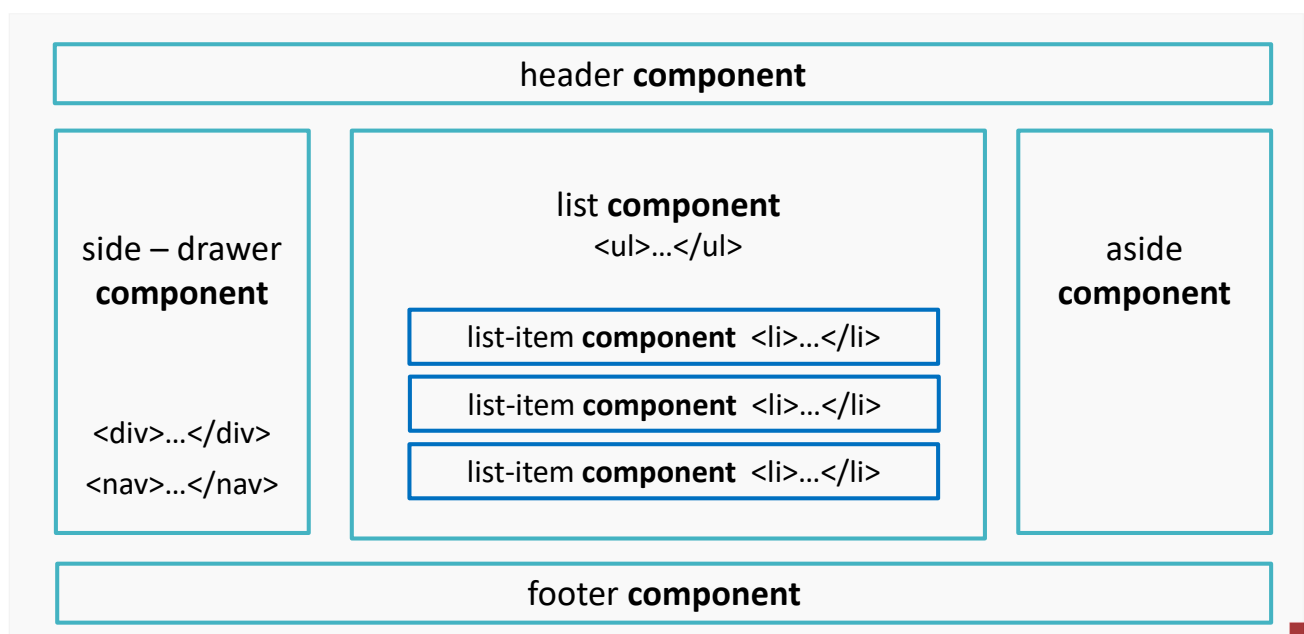 header component
side – drawer
component
<div>...</div>
<nav>...</nav>
list component
<ul>...</ul>
list-item component <li>...</li>
list-item component <li>...</li>
list-item component <li>...</li>
aside
component
footer component